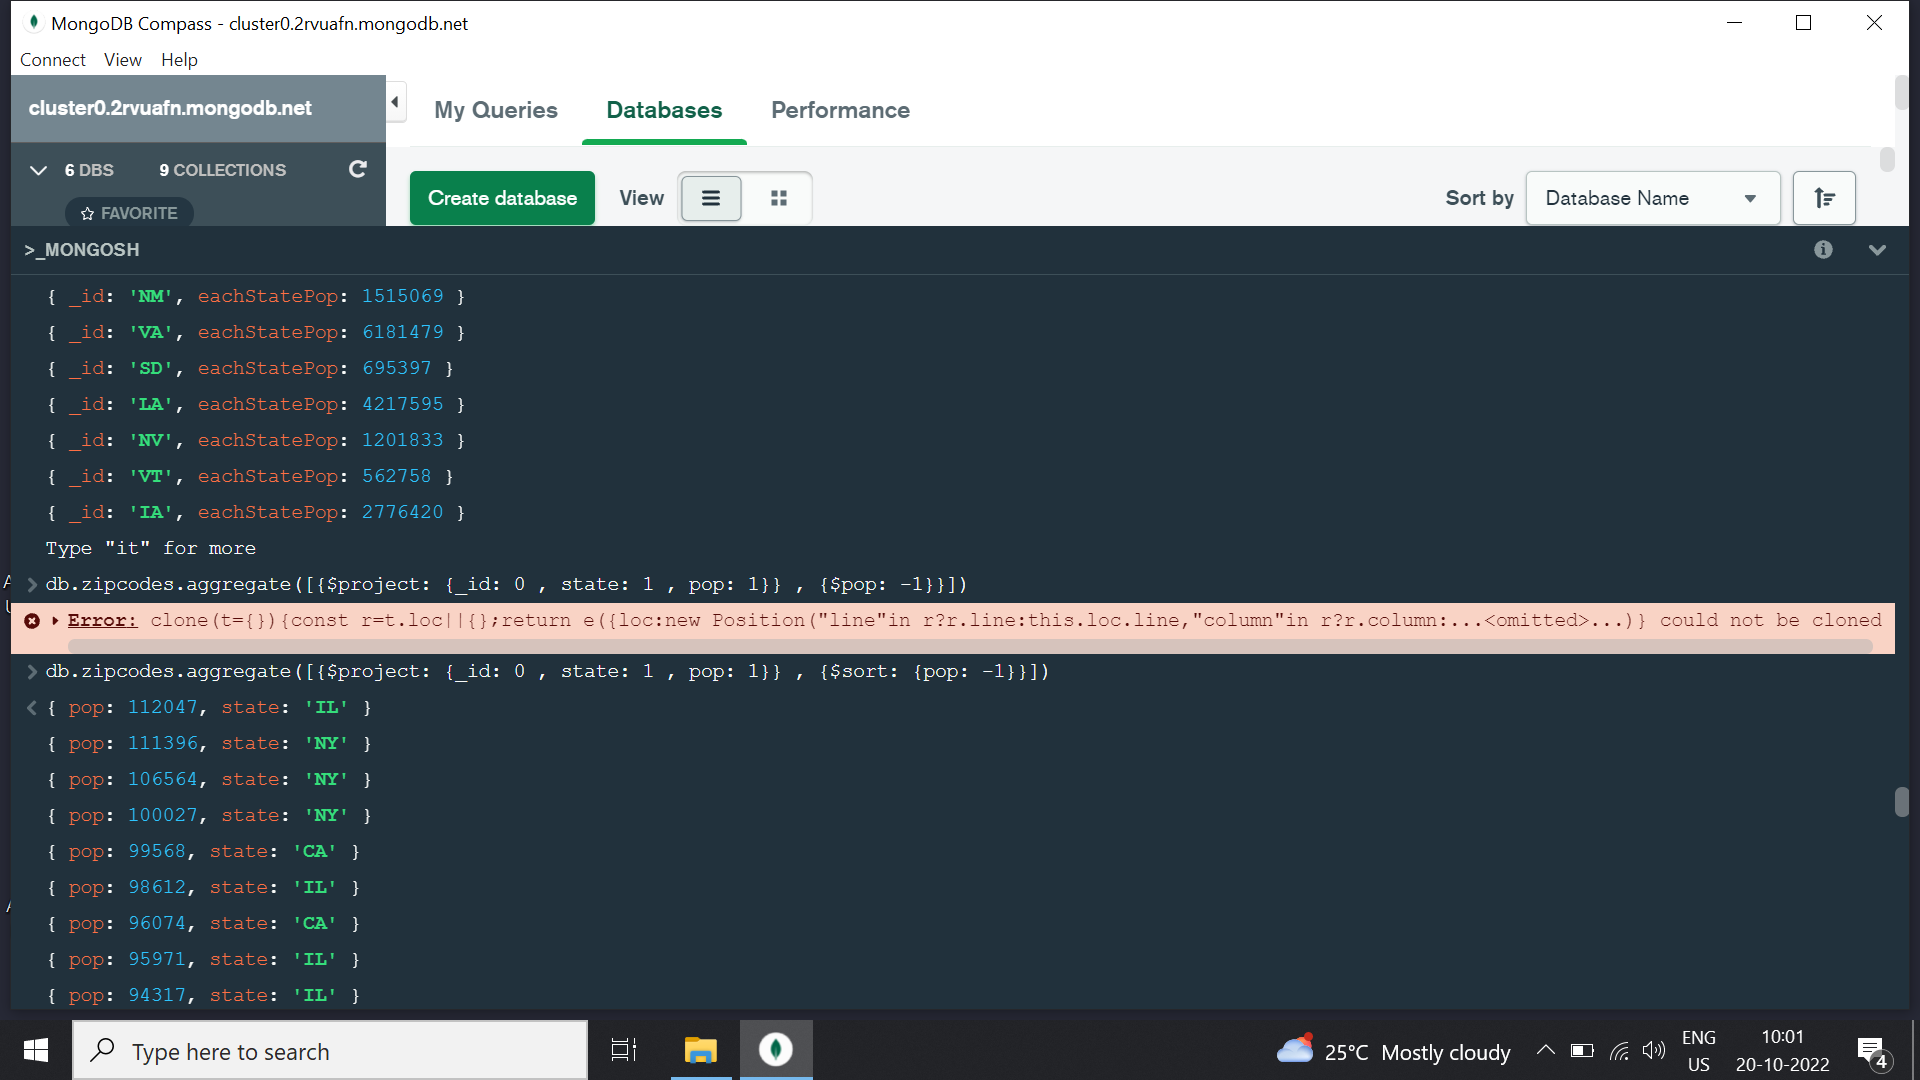 MongoDB Compass - cluster0.2rvuafn.mongodb.net
Connect View Help
cluster0.2rvuafn.mongodb.net
My Queries Databases Performance
6 DBS 9 COLLECTIONS
FAVORITE
Create database View Sort by Database Name
>_MONGOSH
{ _id: 'NM', eachStatePop: 1515069 }
{ _id: 'VA', eachStatePop: 6181479 }
{ _id: 'SD', eachStatePop: 695397 }
{ _id: 'LA', eachStatePop: 4217595 }
{ _id: 'NV', eachStatePop: 1201833 }
{ _id: 'VT', eachStatePop: 562758 }
{ _id: 'IA', eachStatePop: 2776420 }
Type "it" for more
db.zipcodes.aggregate([{$project: {_id: 0 , state: 1 , pop: 1}} , {$pop: -1}}])
Error: clone(t={}){const r=t.loc||{};return e({loc:new Position("line"in r?r.line:this.loc.line,"column"in r?r.column:...<omitted>...)} could not be cloned
db.zipcodes.aggregate([{$project: {_id: 0 , state: 1 , pop: 1}} , {$sort: {pop: -1}}])
{ pop: 112047, state: 'IL' }
{ pop: 111396, state: 'NY' }
{ pop: 106564, state: 'NY' }
{ pop: 100027, state: 'NY' }
{ pop: 99568, state: 'CA' }
{ pop: 98612, state: 'IL' }
{ pop: 96074, state: 'CA' }
{ pop: 95971, state: 'IL' }
{ pop: 94317, state: 'IL' }
Type here to search
25°C Mostly cloudy
ENG
US
10:01
20-10-2022
4